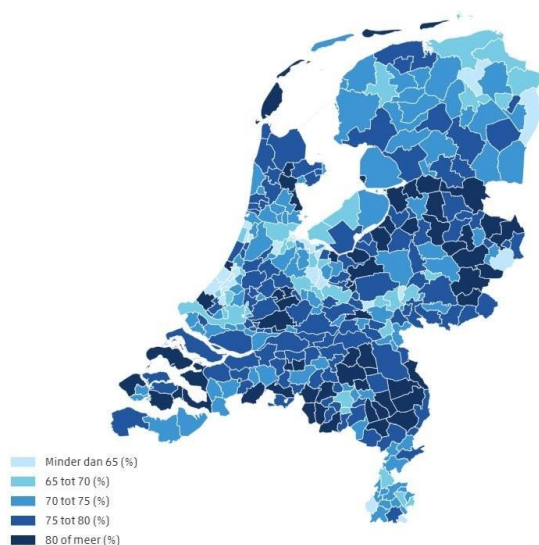 Minder dan 65 (%)
65 tot 70 (%)
70 tot 75 (%)
75 tot 80 (%)
80 of meer (%)